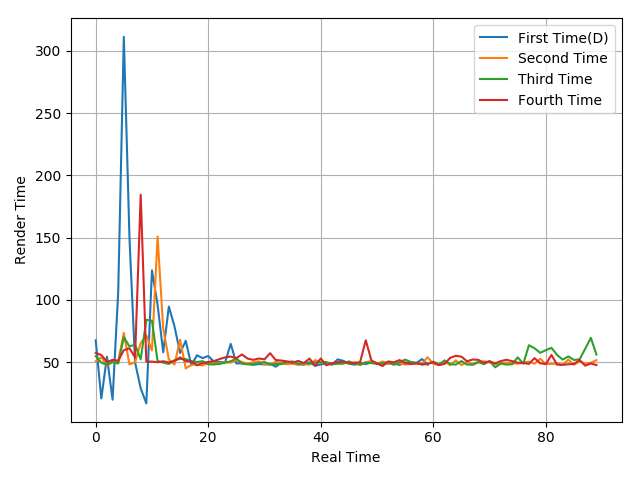 First Time(D)
Second Time
Third Time
Fourth Time
Render Time
300
250
200
150
100
50
0 20 40 60 80
Real Time